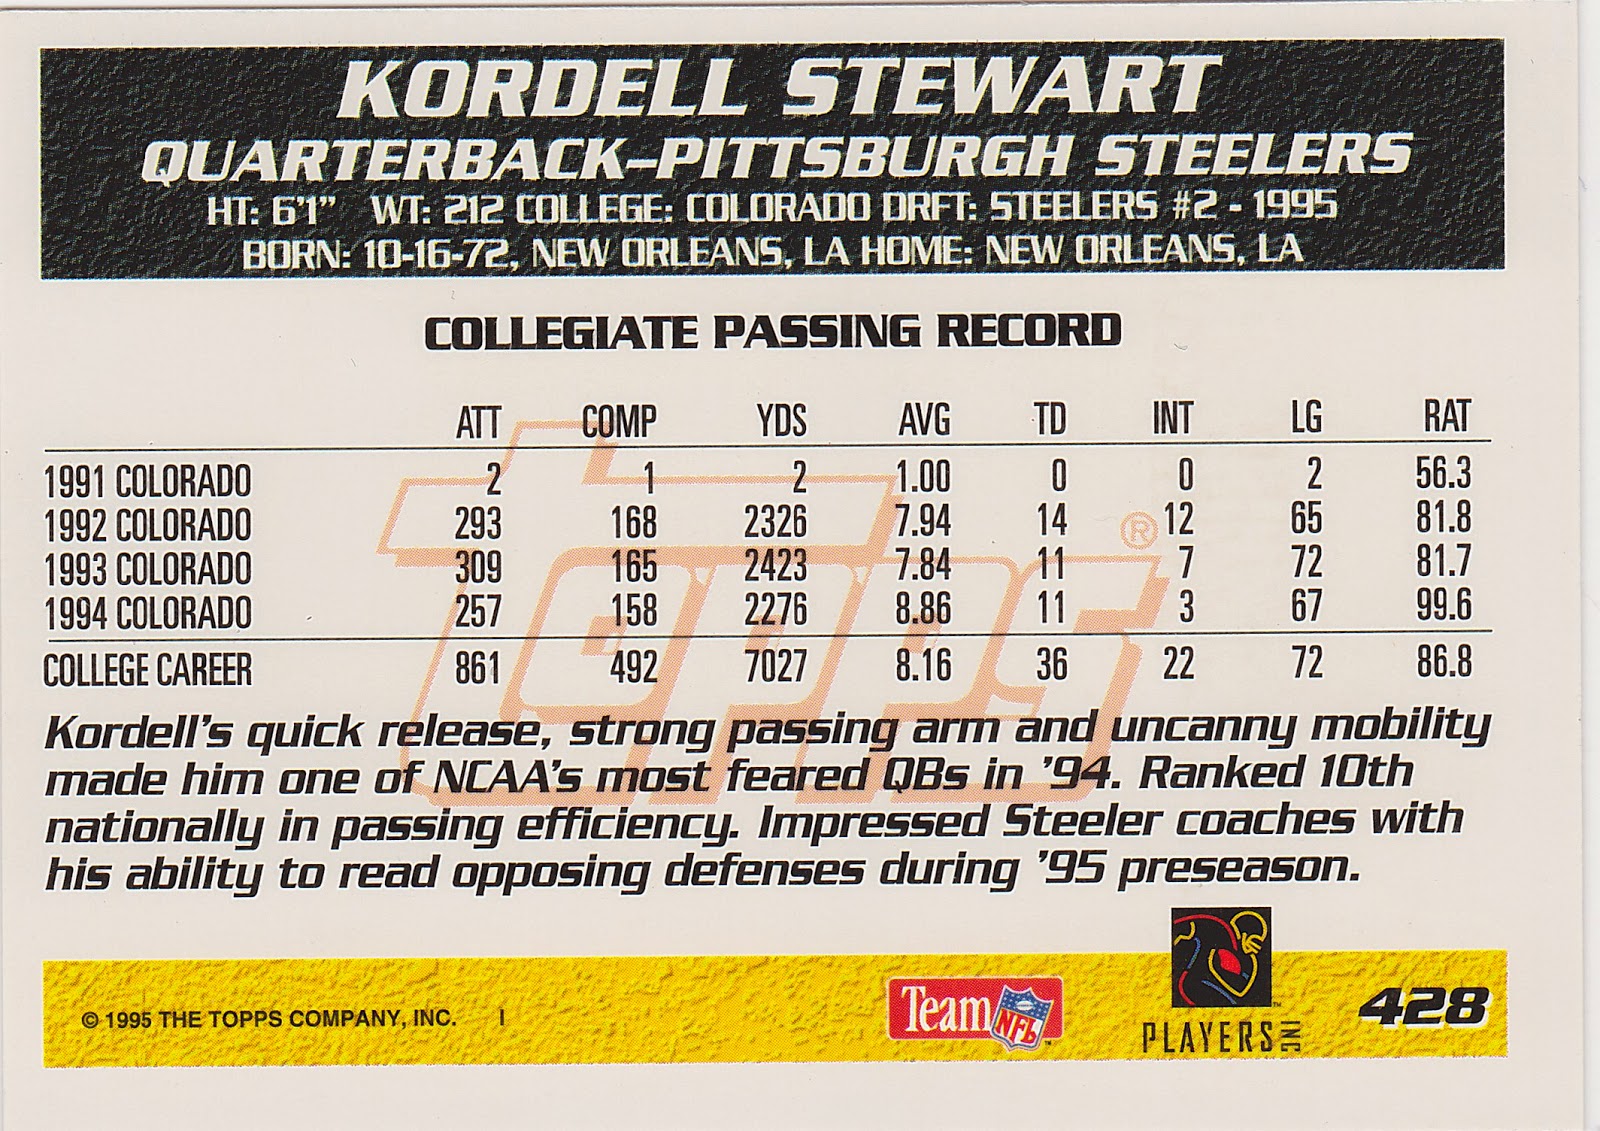 KORDELL STEWART
QUARTERBACK–PITTSBURGH STEELERS
HT: 6'1" WT: 212 COLLEGE: COLORADO DRFT: STEELERS #2 - 1995
BORN: 10-16-72, NEW ORLEANS, LA HOME: NEW ORLEANS, LA
COLLEGIATE PASSING RECORD
ATT COMP YDS AVG TD INT LG RAT
1991 COLORADO 2 1 2 1.00 0 0 2 56.3
1992 COLORADO 293 168 2326 7.94 14 12 65 81.8
1993 COLORADO 309 165 2423 7.84 11 7 72 81.7
1994 COLORADO 257 158 2276 8.86 11 3 67 99.6
COLLEGE CAREER 861 492 7027 8.16 36 22 72 86.8
Topps ®
Kordell's quick release, strong passing arm and uncanny mobility
made him one of NCAA's most feared QBs in '94. Ranked 10th
nationally in passing efficiency. Impressed Steeler coaches with
his ability to read opposing defenses during '95 preseason.
© 1995 THE TOPPS COMPANY, INC. I
Team NFL ™
PLAYERS INC ™
428